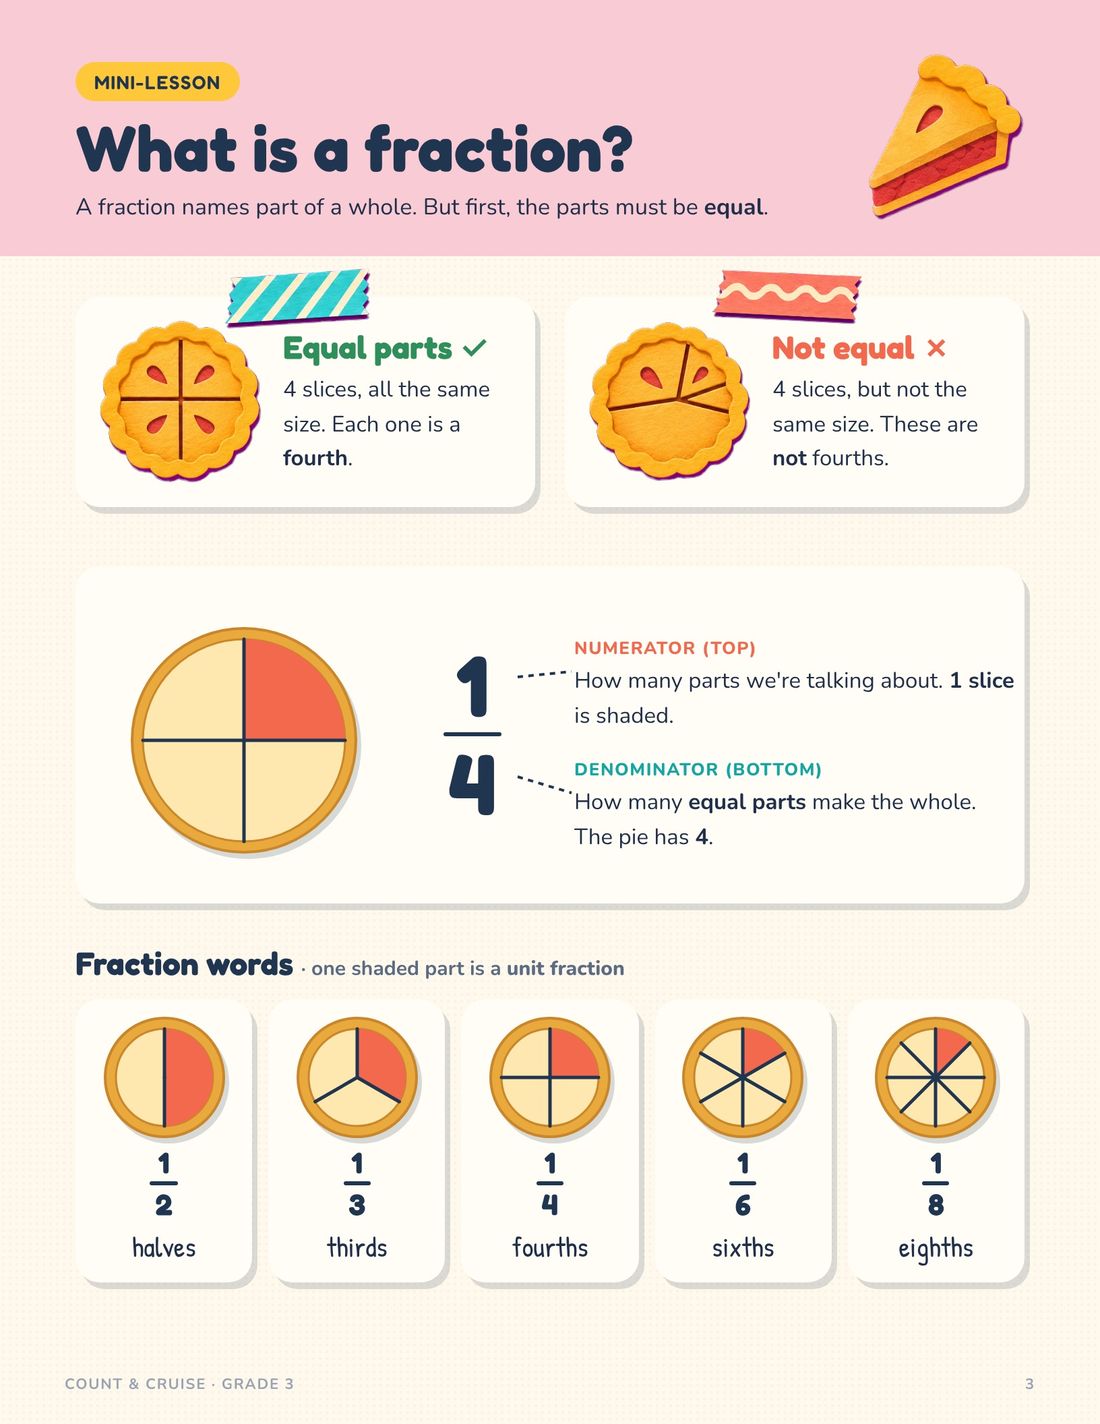 MINI-LESSON
What is a fraction?
A fraction names part of a whole. But first, the parts must be equal.
Equal parts ✓
4 slices, all the same
size. Each one is a
fourth.
Not equal ✕
4 slices, but not the
same size. These are
not fourths.
1
4
NUMERATOR (TOP)
How many parts we're talking about. 1 slice
is shaded.
DENOMINATOR (BOTTOM)
How many equal parts make the whole.
The pie has 4.
Fraction words · one shaded part is a unit fraction
1
2
halves
1
3
thirds
1
4
fourths
1
6
sixths
1
8
eighths
COUNT & CRUISE · GRADE 3
3